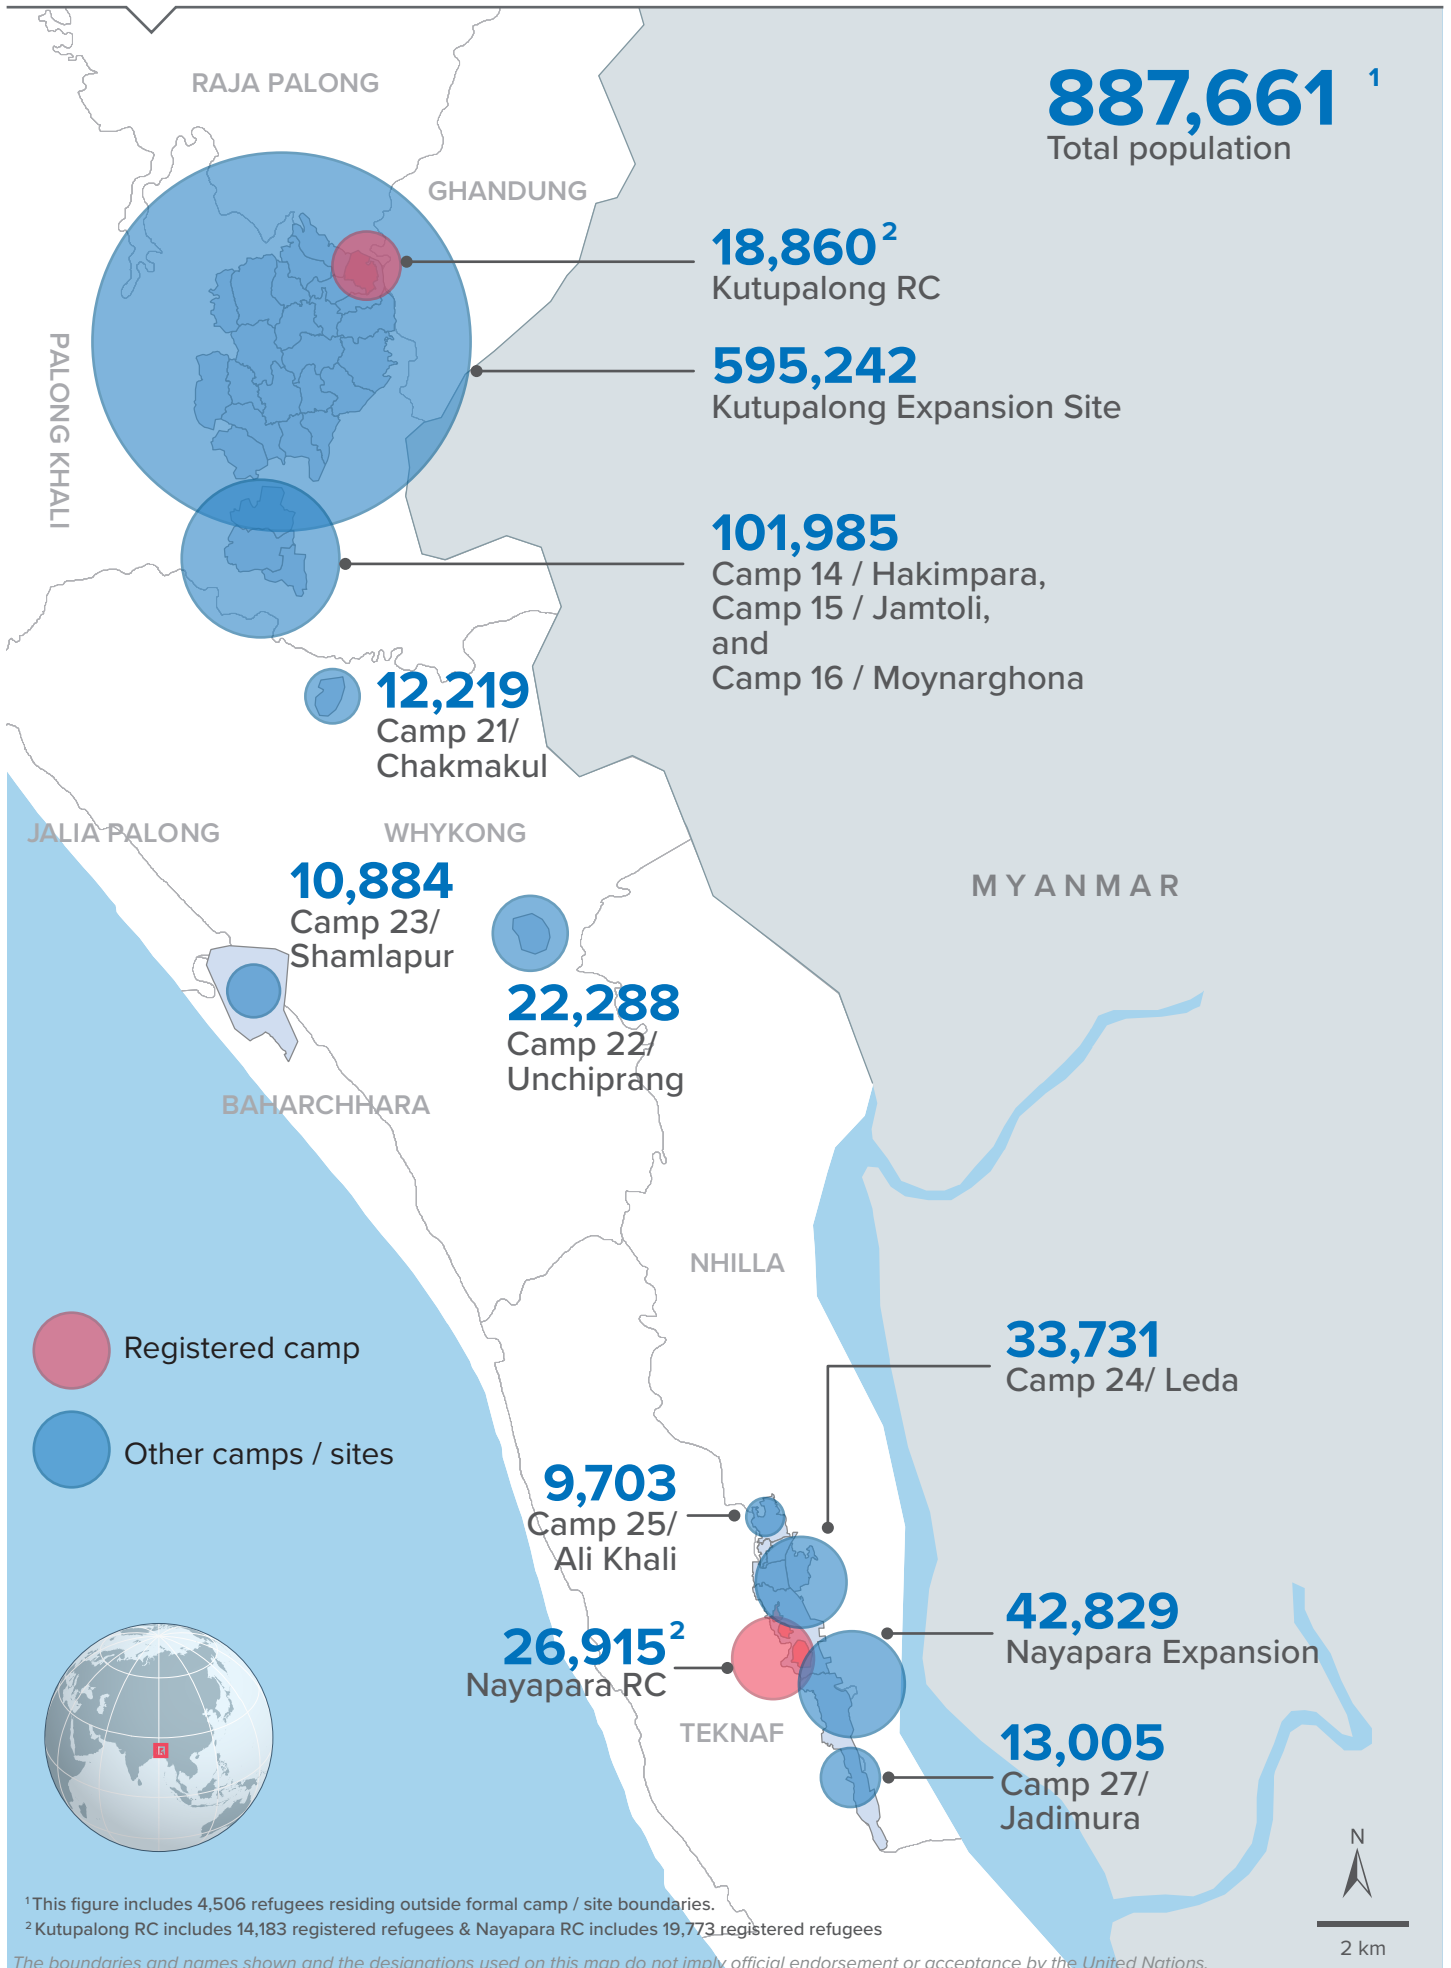 RAJA PALONG
887,661 1
Total population
GHANDUNG
18,860 2
Kutupalong RC
PALONG KHALI
595,242
Kutupalong Expansion Site
101,985
Camp 14 / Hakimpara,
Camp 15 / Jamtoli,
and
Camp 16 / Moynarghona
12,219
Camp 21/
Chakmakul
JALIA PALONG
WHYKONG
10,884
Camp 23/
Shamlapur
MYANMAR
22,288
Camp 22/
Unchiprang
BAHARCHHARA
NHILLA
Registered camp
Other camps / sites
33,731
Camp 24/ Leda
9,703
Camp 25/
Ali Khali
42,829
Nayapara Expansion
26,915 2
Nayapara RC
TEKNAF
13,005
Camp 27/
Jadimura
N
2 km
1 This figure includes 4,506 refugees residing outside formal camp / site boundaries.
2 Kutupalong RC includes 14,183 registered refugees & Nayapara RC includes 19,773 registered refugees
The boundaries and names shown and the designations used on this map do not imply official endorsement or acceptance by the United Nations.